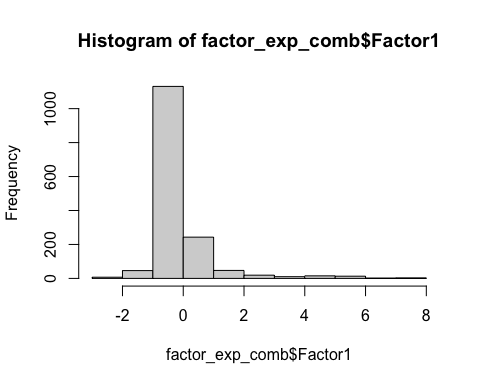 Histogram of factor_exp_comb$Factor1
Frequency
1000
600
200
0
-2 0 2 4 6 8
factor_exp_comb$Factor1